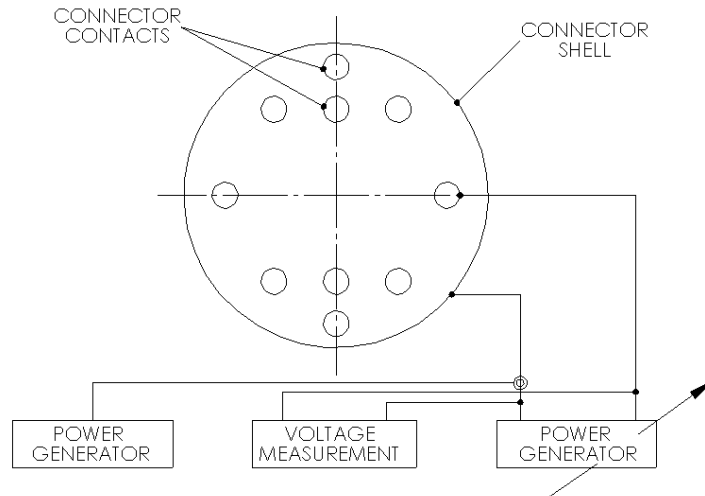 CONNECTOR
CONTACTS
CONNECTOR
SHELL
POWER
GENERATOR
VOLTAGE
MEASUREMENT
POWER
GENERATOR